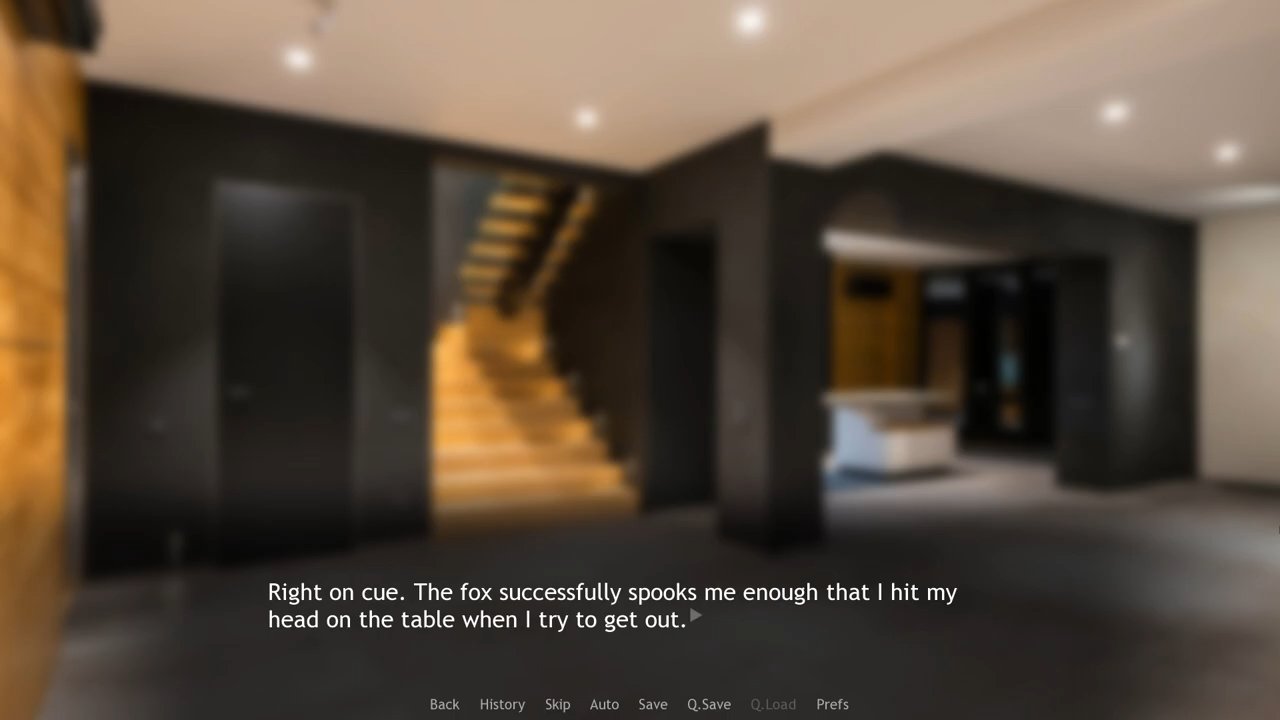 Right on cue. The fox successfully spooks me enough that I hit my
head on the table when I try to get out.
Back History Skip Auto Save Q.Save Q.Load Prefs